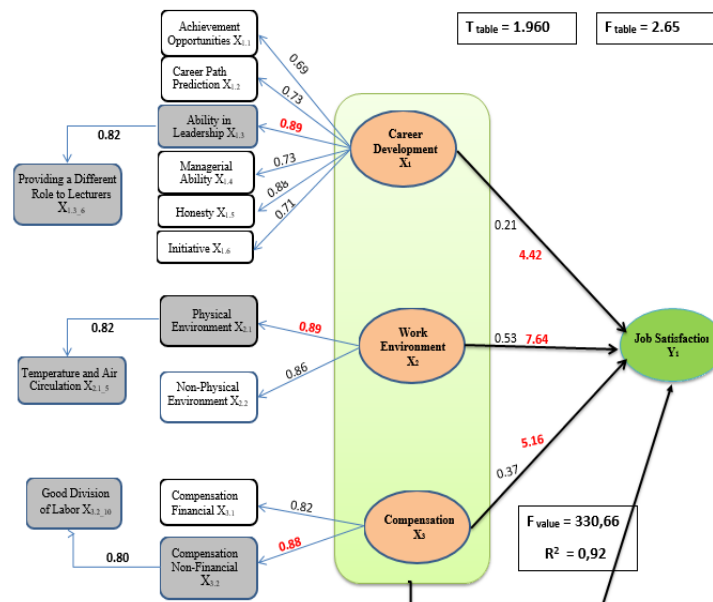 T table = 1.960
F table = 2.65
Achievement
Opportunities X1.1
Career Path
Prediction X1.2
Ability in
Leadership X1.3
Managerial
Ability X1.4
Honesty X1.5
Initiative X1.6
0.69
0.73
0.89
0.73
0.88
0.71
0.82
Providing a Different
Role to Lecturers
X1.3_6
Career
Development
X1
0.21
4.42
Physical
Environment X2.1
Non-Physical
Environment X2.2
0.89
0.86
0.82
Temperature and Air
Circulation X2.1_5
Work
Environment
X2
0.53
7.64
Job Satisfaction
Y1
Good Division
of Labor X3.2_10
Compensation
Financial X3.1
Compensation
Non-Financial
X3.2
0.82
0.88
0.80
Compensation
X3
0.37
5.16
F value = 330,66
R² = 0,92